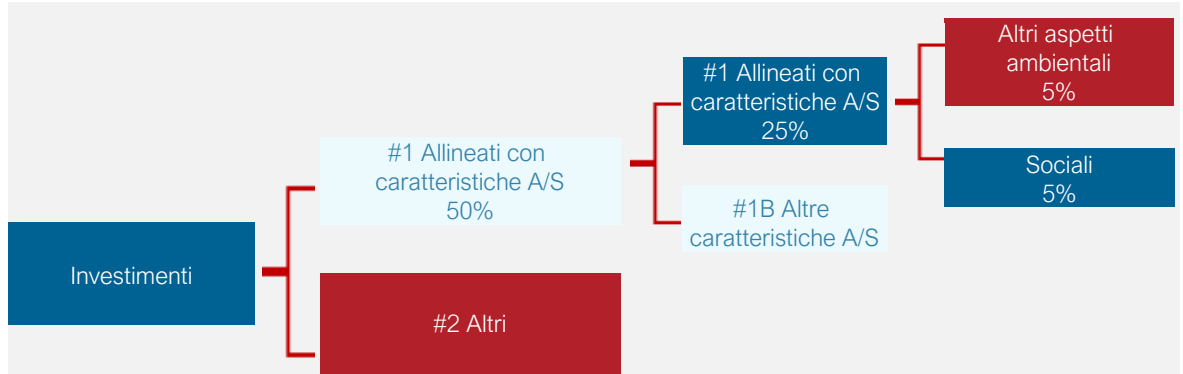 Investimenti
#1 Allineati con
caratteristiche A/S
50%
#2 Altri
#1 Allineati con
caratteristiche A/S
25%
#1B Altre
caratteristiche A/S
Altri aspetti
ambientali
5%
Sociali
5%